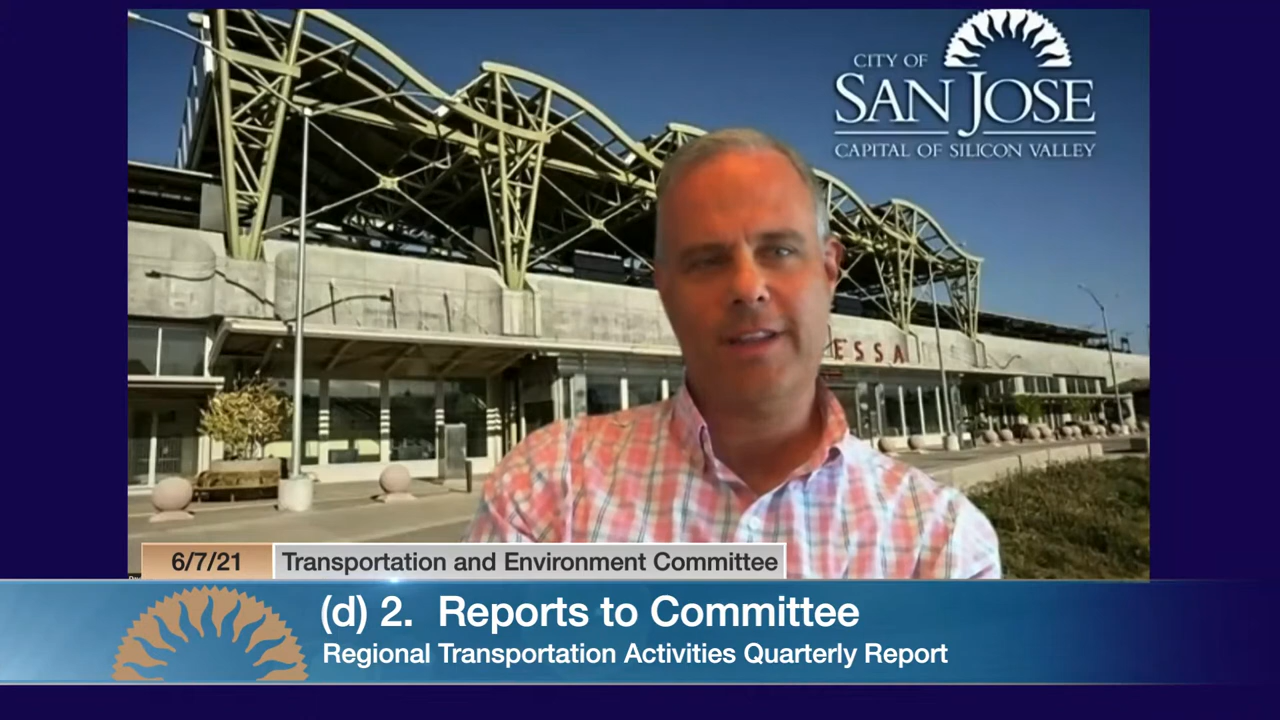 CITY OF
SAN JOSE
CAPITAL OF SILICON VALLEY
ESSA
6/7/21 Transportation and Environment Committee
(d) 2. Reports to Committee
Regional Transportation Activities Quarterly Report